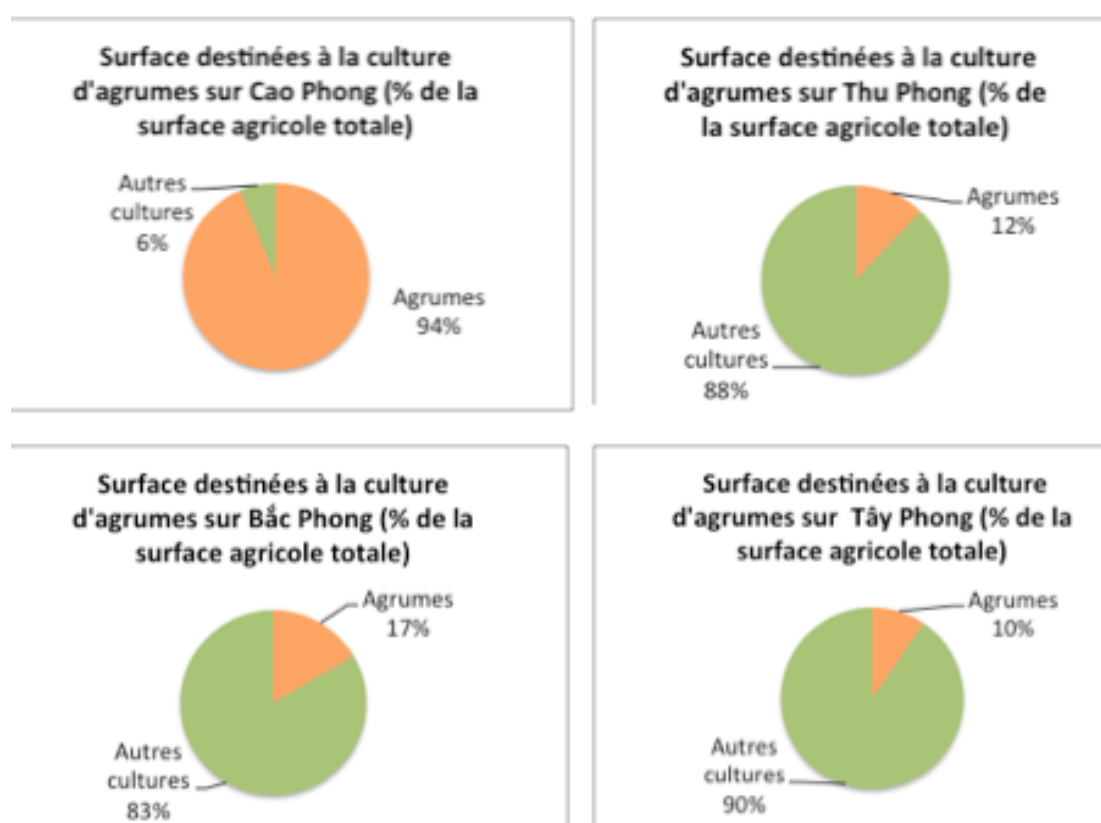 Surface destinées à la culture
d'agrumes sur Cao Phong (% de la
surface agricole totale)
Autres
cultures
6%
Agrumes
94%
Surface destinées à la culture
d'agrumes sur Thu Phong (% de
la surface agricole totale)
Agrumes
12%
Autres
cultures
88%
Surface destinées à la culture
d'agrumes sur Bắc Phong (% de la
surface agricole totale)
Agrumes
17%
Autres
cultures
83%
Surface destinées à la culture
d'agrumes sur Tây Phong (% de la
surface agricole totale)
Agrumes
10%
Autres
cultures
90%